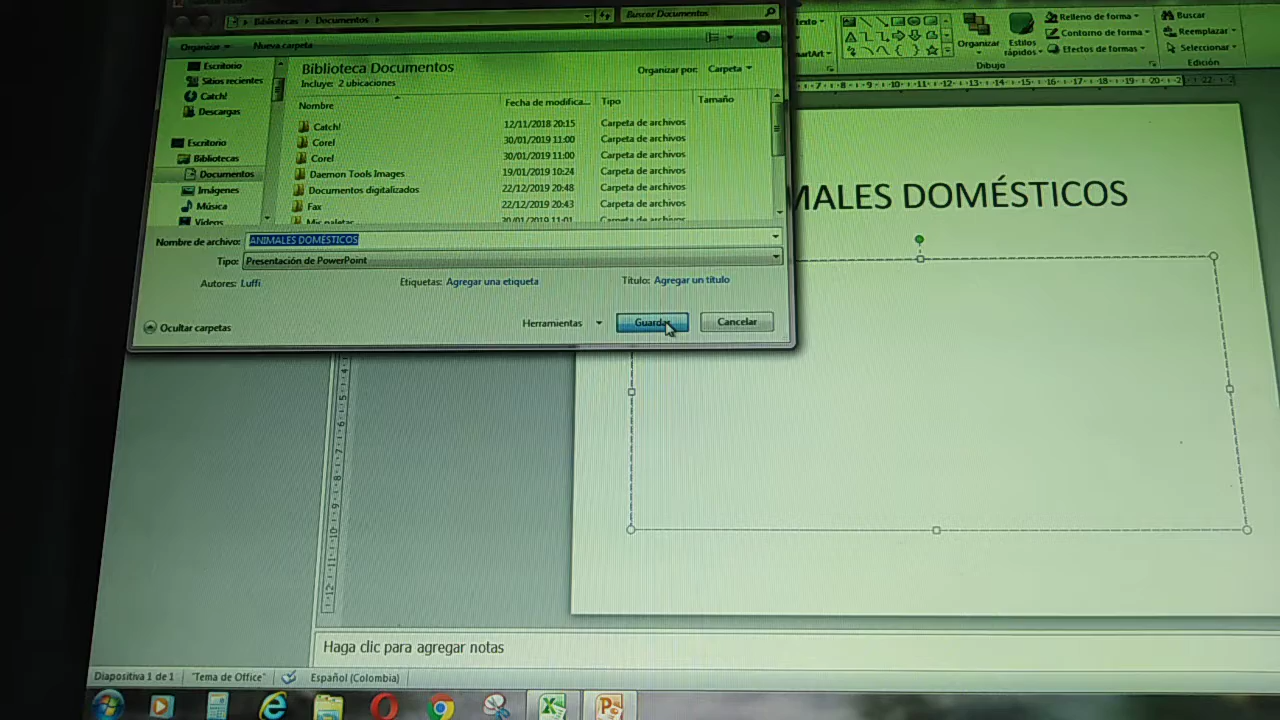 Bibliotecas ▸ Documentos ▸
Buscar Documentos
Organizar
Nueva carpeta
Escritorio
Sitios recientes
Catch!
Descargas
Escritorio
Bibliotecas
Documentos
Imágenes
Música
Vídeos
Biblioteca Documentos
Incluye: 2 ubicaciones
Organizar por: Carpeta
Nombre Fecha de modifica... Tipo Tamaño
Catch! 12/11/2018 20:15 Carpeta de archivos
Corel 30/01/2019 11:00 Carpeta de archivos
Corel 30/01/2019 11:00 Carpeta de archivos
Daemon Tools Images 19/01/2019 10:24 Carpeta de archivos
Documentos digitalizados 22/12/2019 20:48 Carpeta de archivos
Fax 22/12/2019 20:43 Carpeta de archivos
Mis paletas Carpeta de archivos
Nombre de archivo: ANIMALES DOMÉSTICOS
Tipo: Presentación de PowerPoint
Autores: Luffi
Etiquetas: Agregar una etiqueta
Título: Agregar un título
Ocultar carpetas
Herramientas
Guardar
Cancelar
Organizar
Estilos rápidos
Relleno de forma
Contorno de forma
Efectos de formas
Dibujo
Buscar
Reemplazar
Seleccionar
Edición
MALES DOMÉSTICOS
Haga clic para agregar notas
Diapositiva 1 de 1
"Tema de Office"
Español (Colombia)